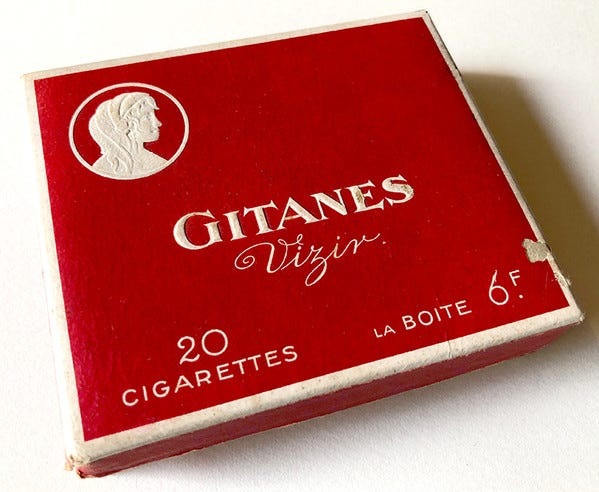 GITANES
Vizir.
20
CIGARETTES
LA BOITE 6F.